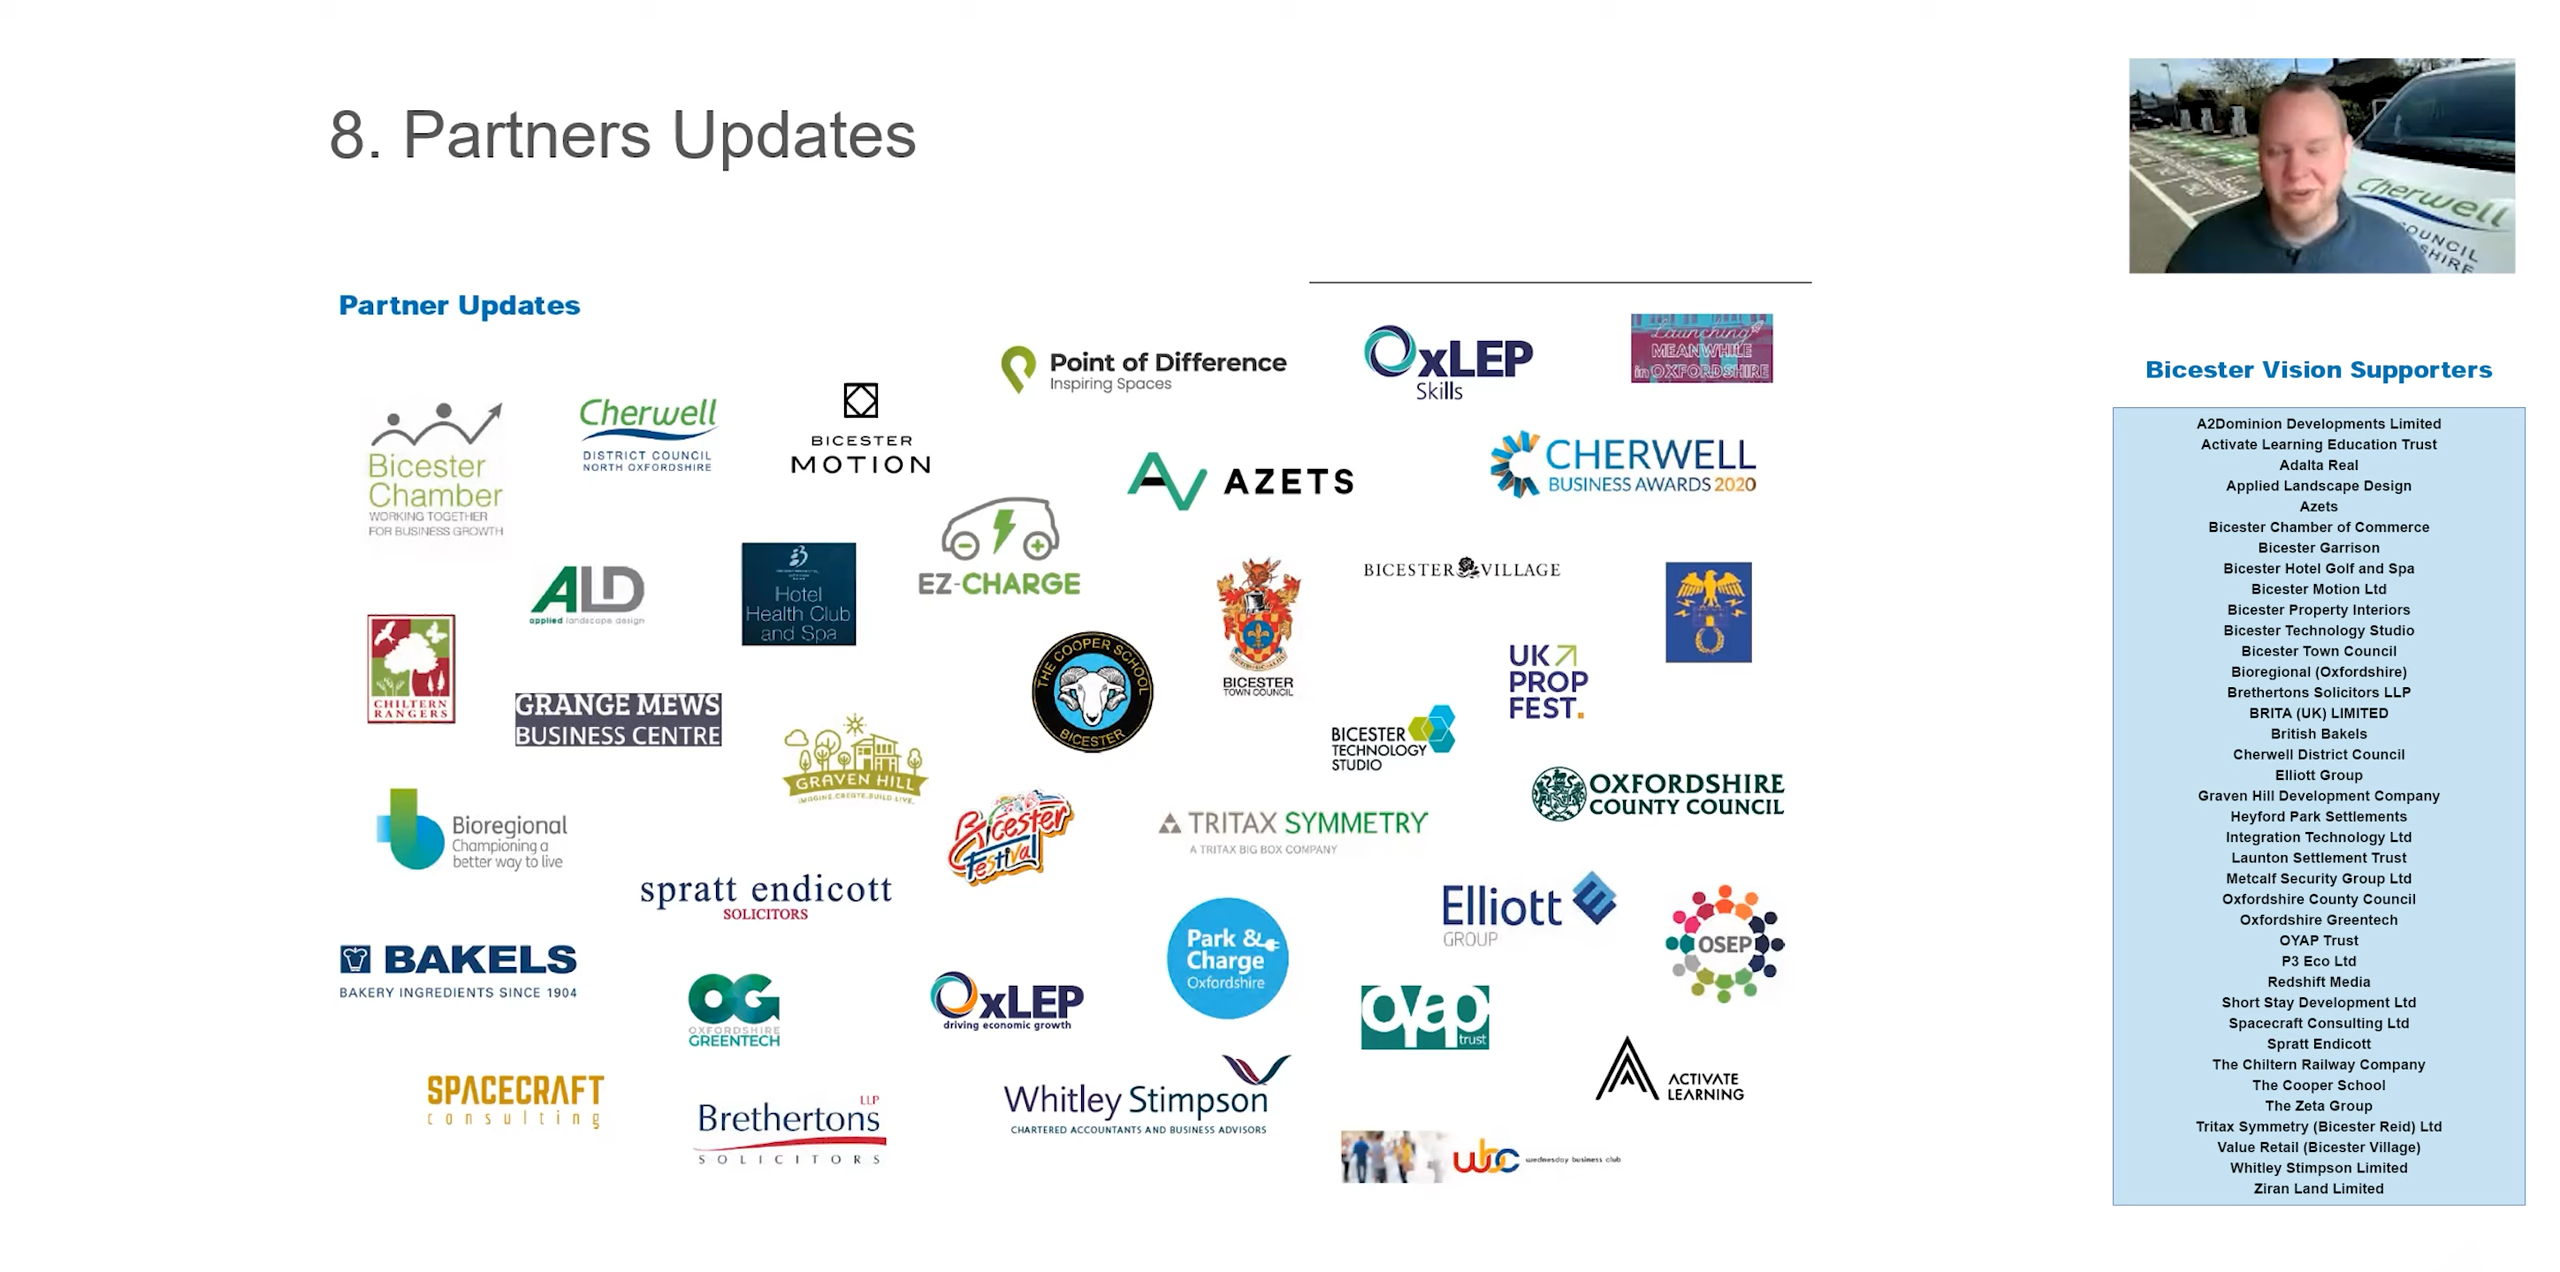 8. Partners Updates
Partner Updates
Point of Difference
Inspiring Spaces
OxLEP
Skills
Launching
MEANWHILE
in OXFORDSHIRE
Bicester
Chamber
WORKING TOGETHER
FOR BUSINESS GROWTH
Cherwell
DISTRICT COUNCIL
NORTH OXFORDSHIRE
BICESTER
MOTION
AZETS
CHERWELL
BUSINESS AWARDS 2020
ALD
applied landscape design
Hotel
Health Club
and Spa
EZ-CHARGE
BICESTER
TOWN COUNCIL
BICESTER VILLAGE
CHILTERN
RANGERS
GRANGE MEWS
BUSINESS CENTRE
GRAVEN HILL
IMAGINE.CREATE.BUILD.LIVE.
THE COOPER SCHOOL
BICESTER
UK
PROP
FEST.
BICESTER
TECHNOLOGY
STUDIO
Bioregional
Championing a
better way to live
Bicester
Festival
TRITAX SYMMETRY
A TRITAX BIG BOX COMPANY
OXFORDSHIRE
COUNTY COUNCIL
spratt endicott
SOLICITORS
Elliott
GROUP
OSEP
BAKELS
BAKERY INGREDIENTS SINCE 1904
OG
OXFORDSHIRE
GREENTECH
OxLEP
driving economic growth
Park &
Charge
Oxfordshire
oyap
trust
SPACECRAFT
consulting
Brethertons
LLP
SOLICITORS
Whitley Stimpson
CHARTERED ACCOUNTANTS AND BUSINESS ADVISORS
ACTIVATE
LEARNING
wbc
wednesday business club
Cherwell
COUNCIL
SHIRE
Bicester Vision Supporters
A2Dominion Developments Limited
Activate Learning Education Trust
Adalta Real
Applied Landscape Design
Azets
Bicester Chamber of Commerce
Bicester Garrison
Bicester Hotel Golf and Spa
Bicester Motion Ltd
Bicester Property Interiors
Bicester Technology Studio
Bicester Town Council
Bioregional (Oxfordshire)
Brethertons Solicitors LLP
BRITA (UK) LIMITED
British Bakels
Cherwell District Council
Elliott Group
Graven Hill Development Company
Heyford Park Settlements
Integration Technology Ltd
Launton Settlement Trust
Metcalf Security Group Ltd
Oxfordshire County Council
Oxfordshire Greentech
OYAP Trust
P3 Eco Ltd
Redshift Media
Short Stay Development Ltd
Spacecraft Consulting Ltd
Spratt Endicott
The Chiltern Railway Company
The Cooper School
The Zeta Group
Tritax Symmetry (Bicester Reid) Ltd
Value Retail (Bicester Village)
Whitley Stimpson Limited
Ziran Land Limited